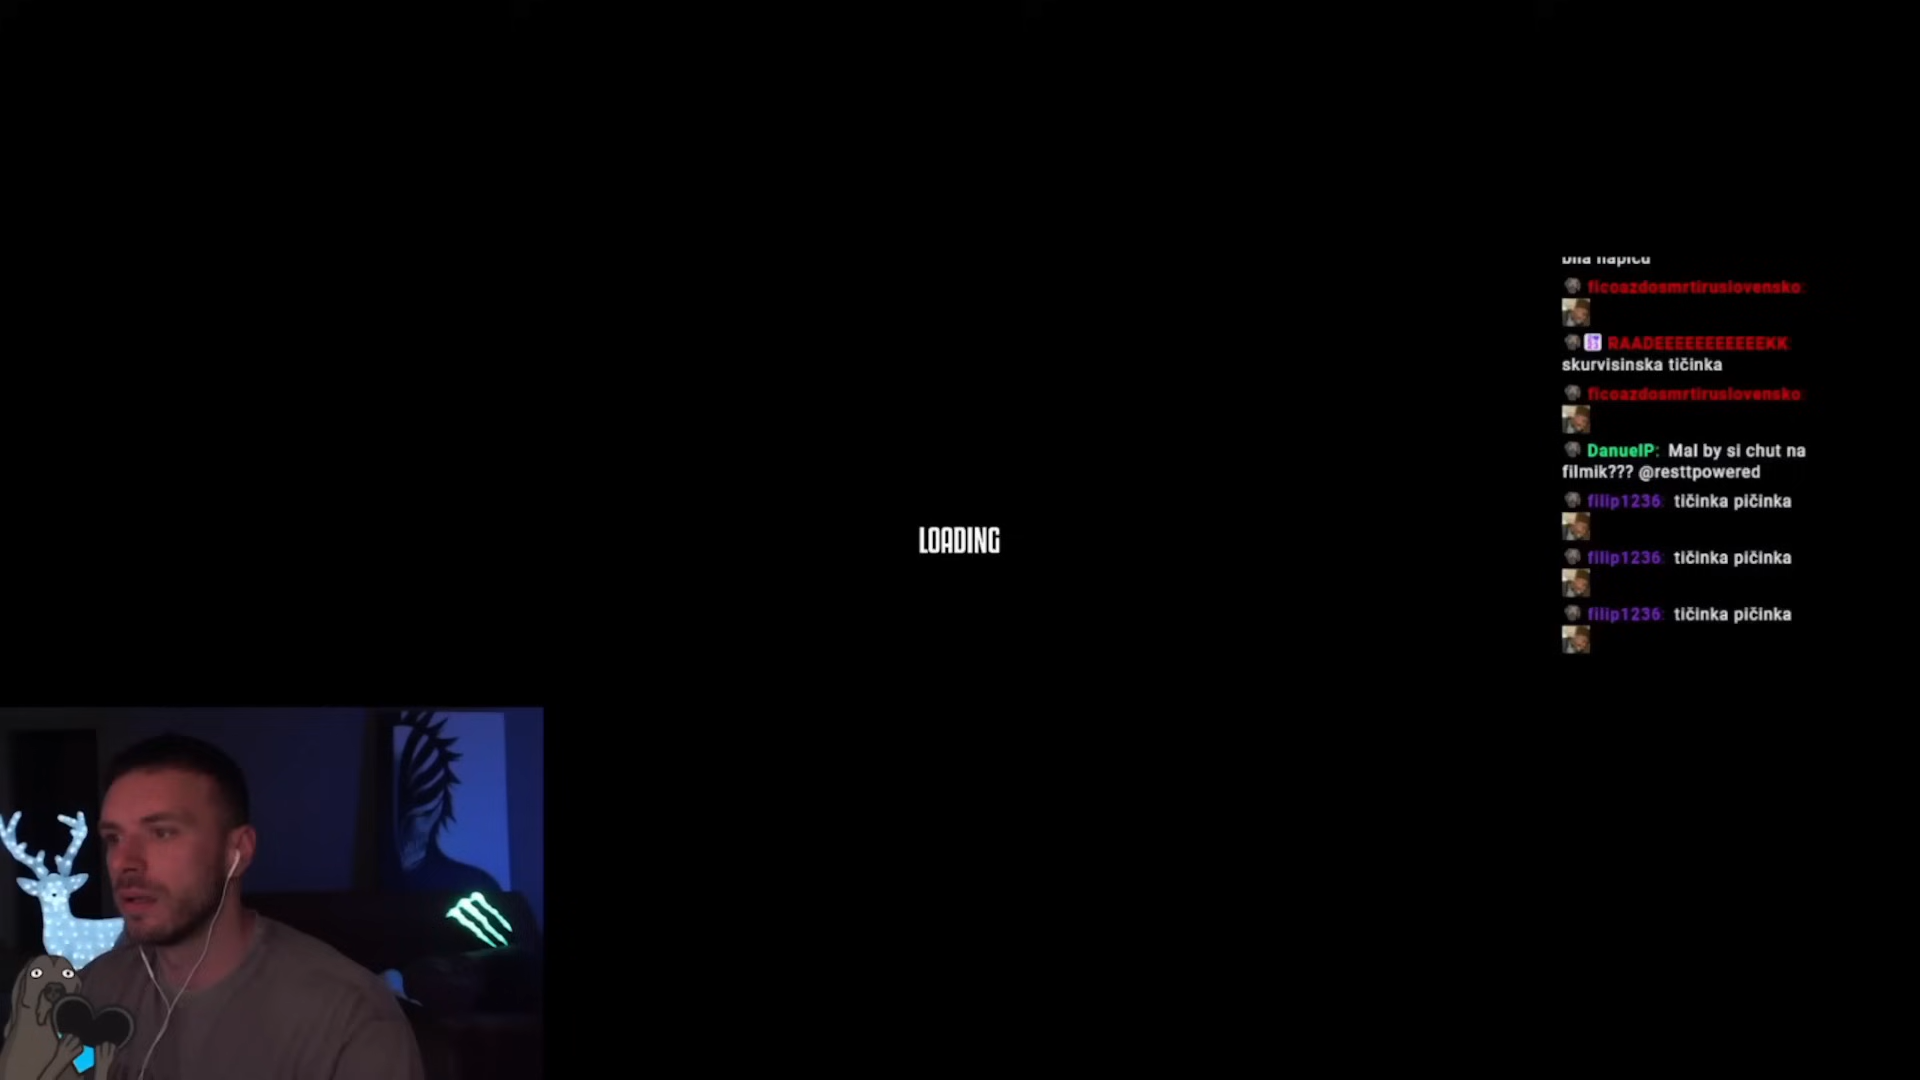 ficoazdosmrtiruslovensko:
RAADEEEEEEEEEEEKK
skurvisinska tičinka
ficoazdosmrtiruslovensko
DanuelP: Mal by si chut na
filmik??? @resttpowered
filip1236: tičinka pičinka
filip1236: tičinka pičinka
filip1236: tičinka pičinka
LOADING